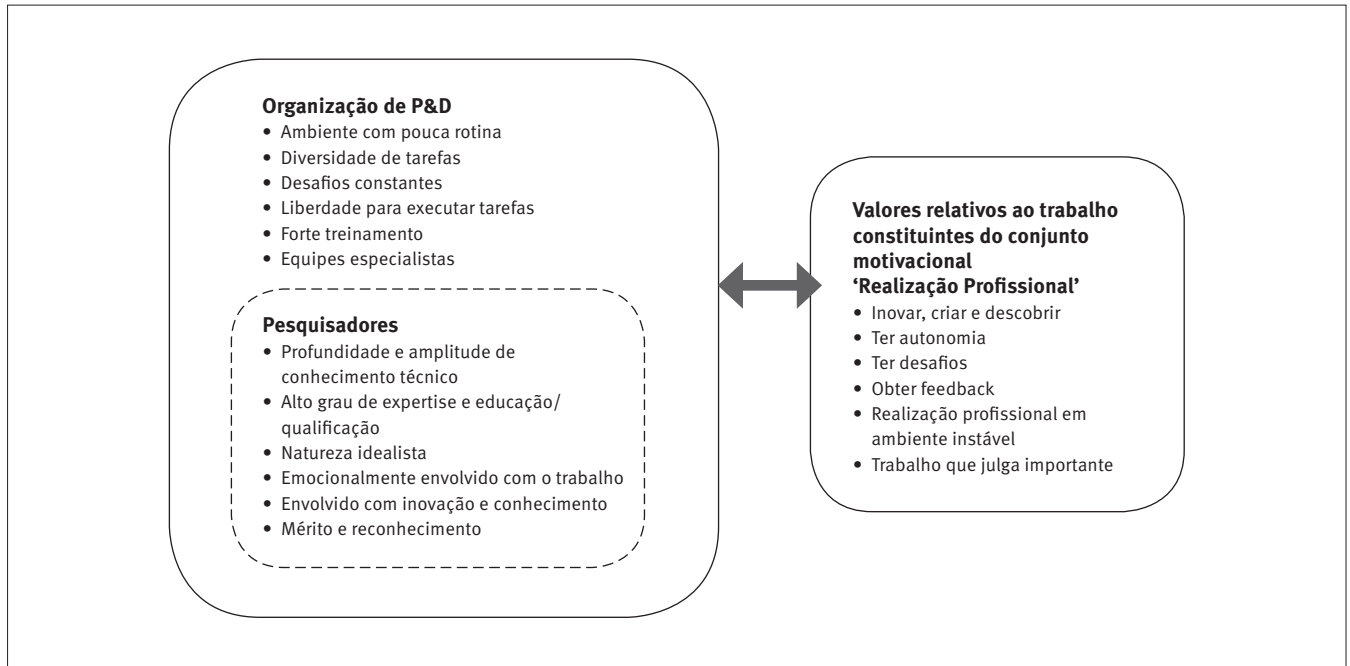 Organização de P&D
• Ambiente com pouca rotina
• Diversidade de tarefas
• Desafios constantes
• Liberdade para executar tarefas
• Forte treinamento
• Equipes especialistas
Pesquisadores
• Profundidade e amplitude de
conhecimento técnico
• Alto grau de expertise e educação/
qualificação
• Natureza idealista
• Emocionalmente envolvido com o trabalho
• Envolvido com inovação e conhecimento
• Mérito e reconhecimento
Valores relativos ao trabalho
constituintes do conjunto
motivacional
‘Realização Profissional’
• Inovar, criar e descobrir
• Ter autonomia
• Ter desafios
• Obter feedback
• Realização profissional em
ambiente instável
• Trabalho que julga importante